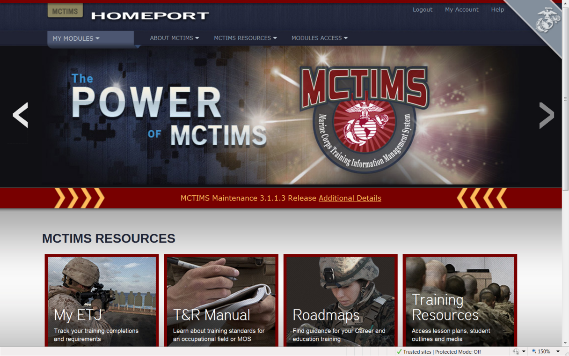 MCTIMS HOMEPORT
Logout My Account Help
MY MODULES ABOUT MCTIMS MCTIMS RESOURCES MODULES ACCESS
The
POWER
OF MCTIMS
MCTIMS
Marine Corps Training Information Management System
MCTIMS Maintenance 3.1.1.3 Release Additional Details
MCTIMS RESOURCES
My ETJ
Track your training completions
and requirements
T&R Manual
Learn about training standards for
an occupational field or MOS
Roadmaps
Find guidance for your Career and
education training
Training
Resources
Access lesson plans, student
outlines and media
Trusted sites | Protected Mode: Off
150%